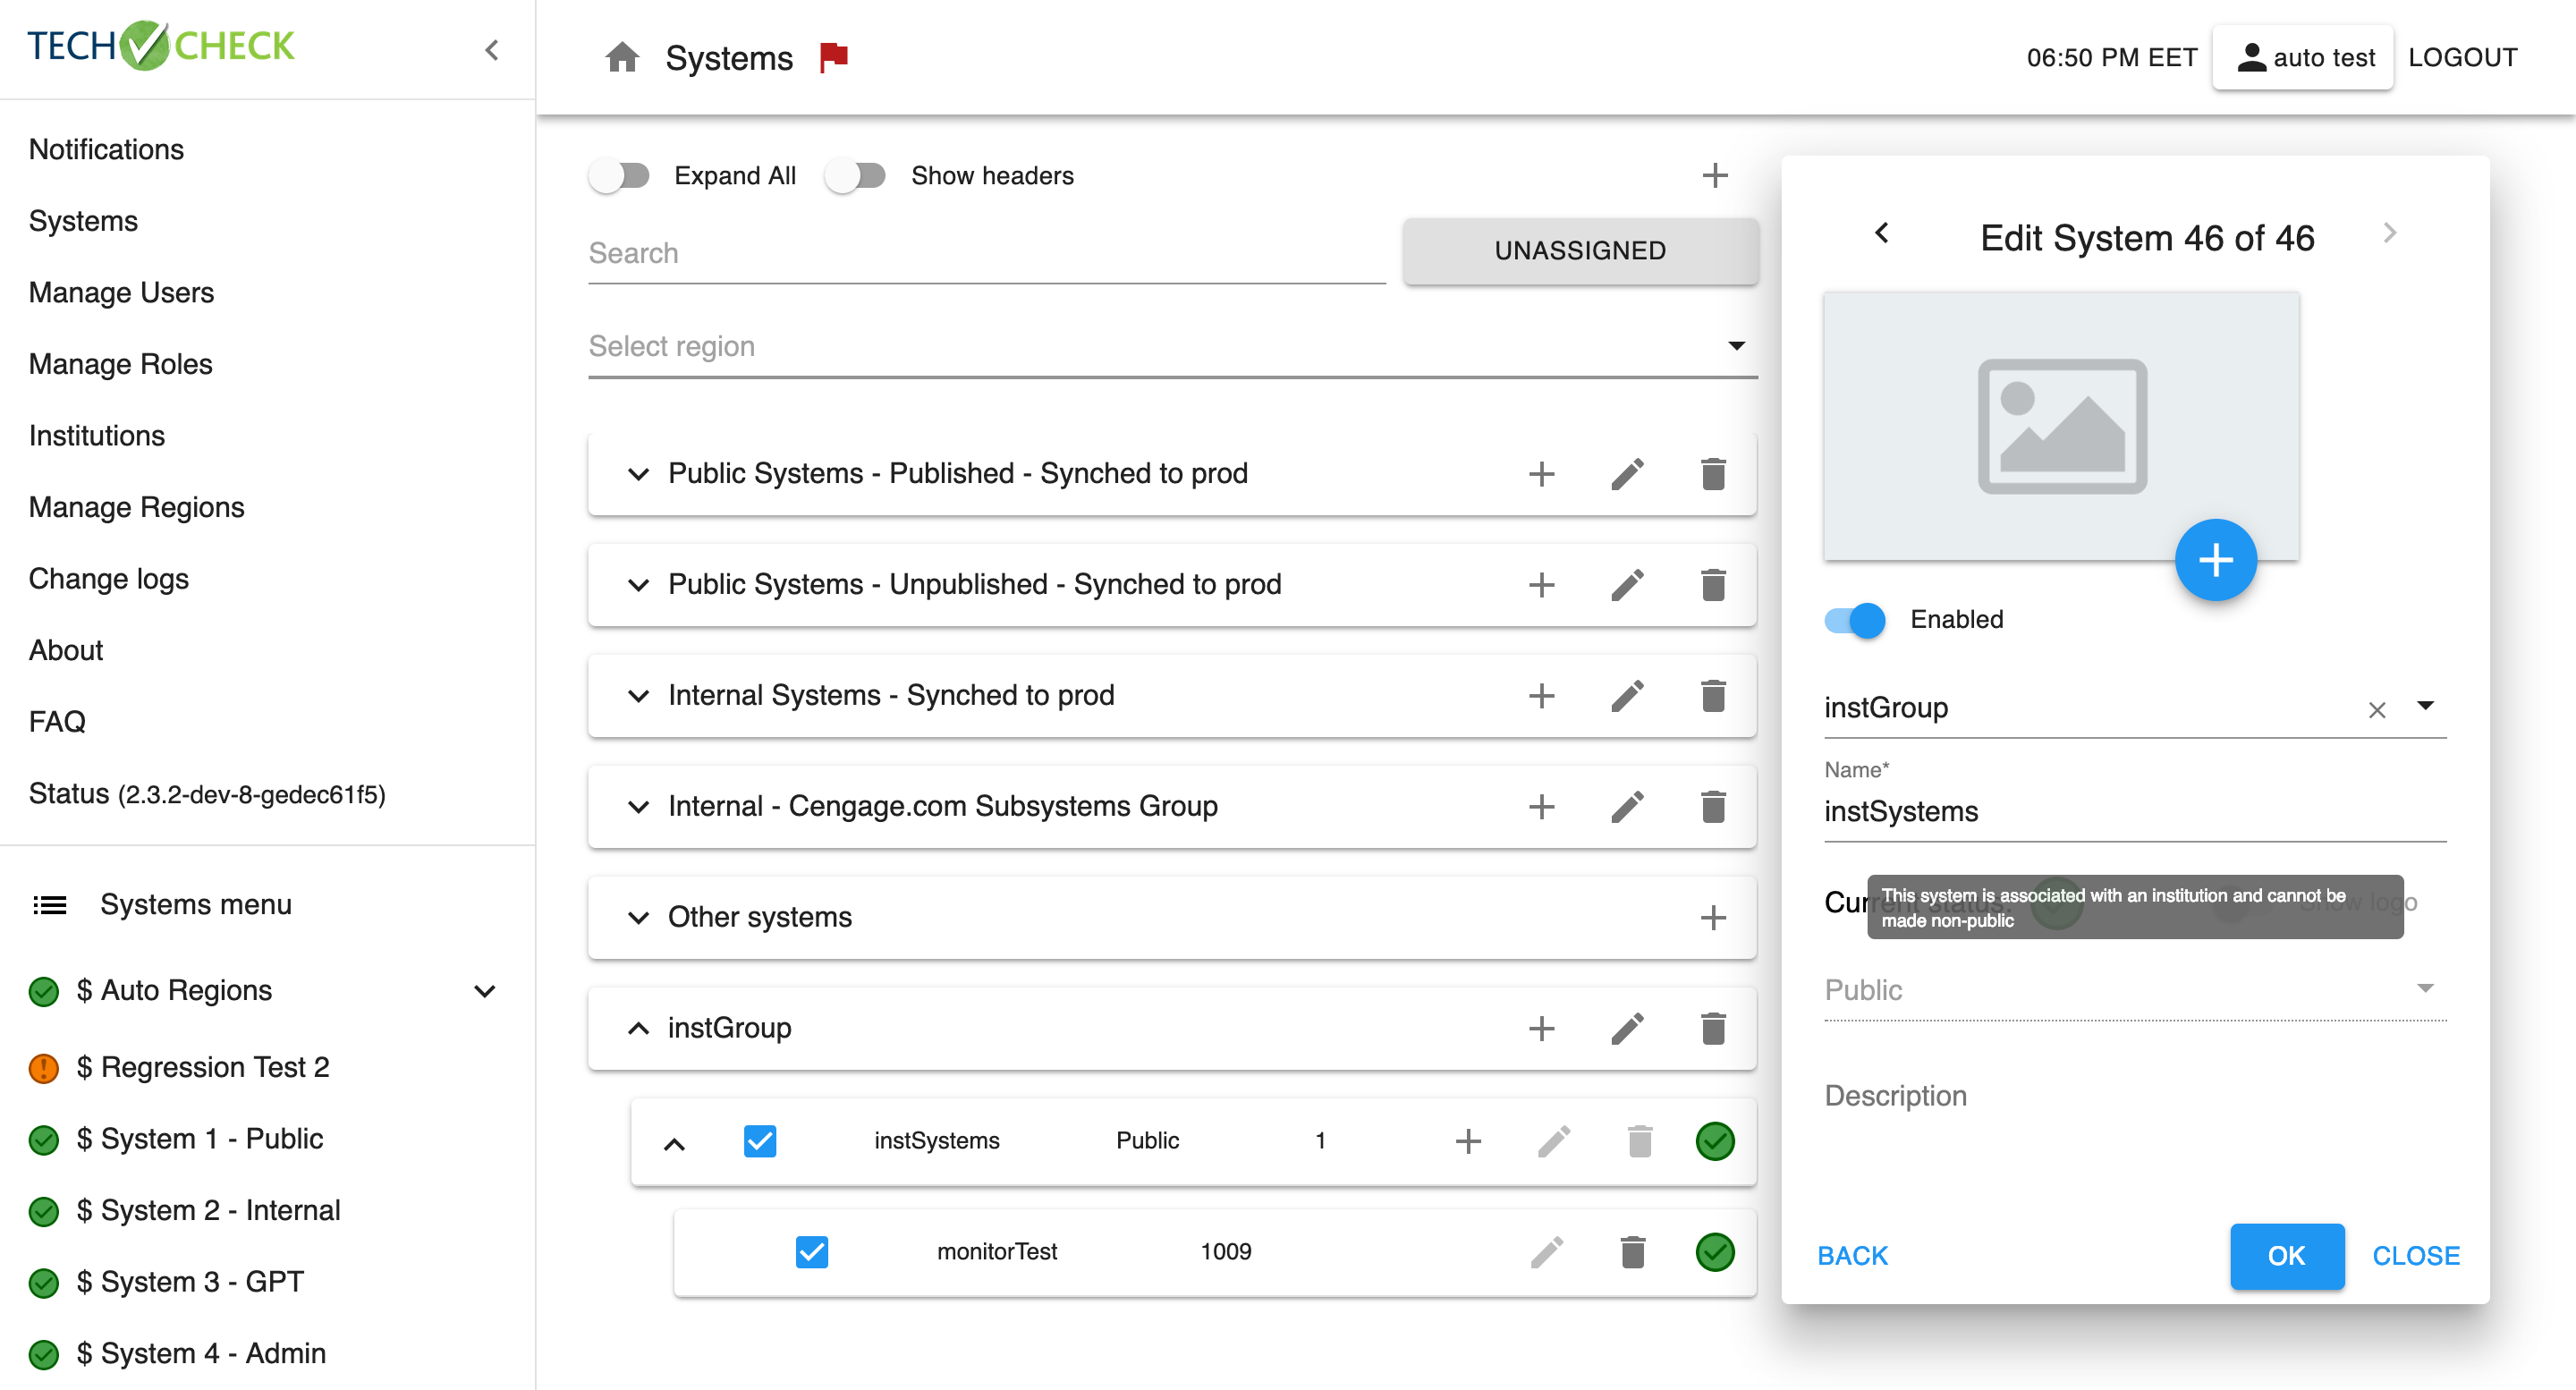 TECH CHECK
Notifications
Systems
Manage Users
Manage Roles
Institutions
Manage Regions
Change logs
About
FAQ
Status (2.3.2-dev-8-gedec61f5)
Systems menu
$ Auto Regions
$ Regression Test 2
$ System 1 - Public
$ System 2 - Internal
$ System 3 - GPT
$ System 4 - Admin
Systems
06:50 PM EET
auto test
LOGOUT
Expand All
Show headers
Search
UNASSIGNED
Select region
Public Systems - Published - Synched to prod
Public Systems - Unpublished - Synched to prod
Internal Systems - Synched to prod
Internal - Cengage.com Subsystems Group
Other systems
instGroup
instSystems Public 1
monitorTest 1009
Edit System 46 of 46
Enabled
instGroup
Name*
instSystems
Current status: Show logo
This system is associated with an institution and cannot be
made non-public
Public
Description
BACK
OK
CLOSE